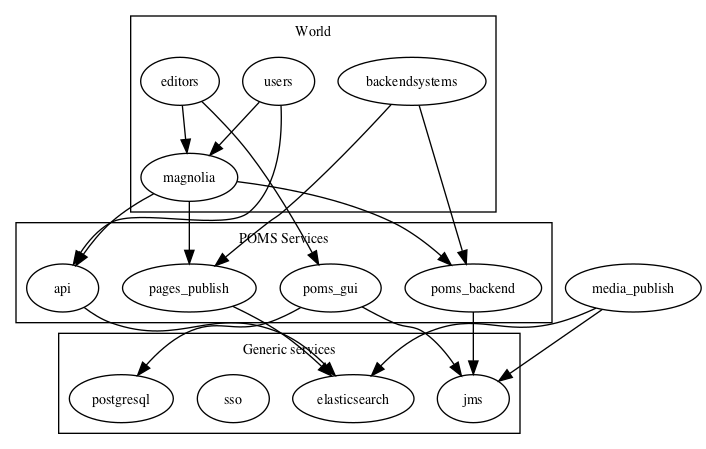 World
editors
users
backendsystems
magnolia
POMS Services
api
pages_publish
poms_gui
poms_backend
media_publish
Generic services
postgresql
sso
elasticsearch
jms